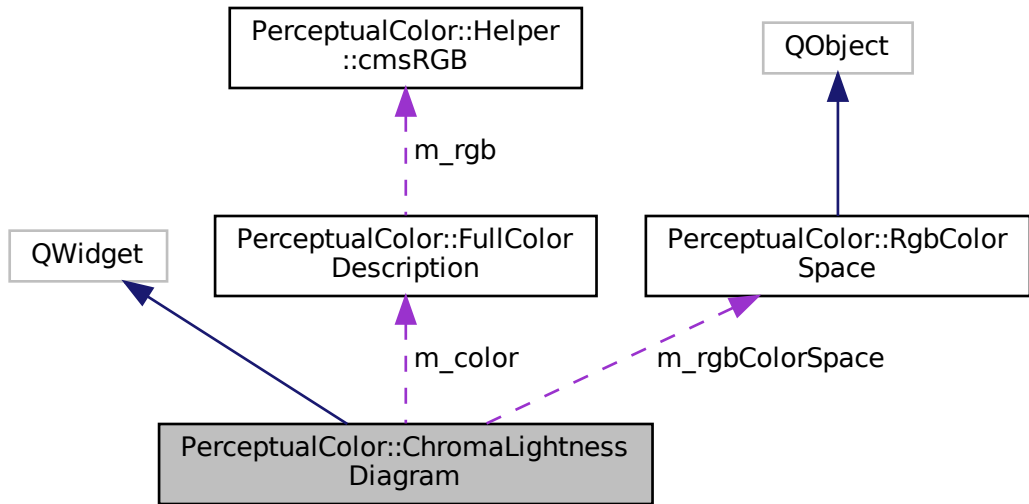 PerceptualColor::Helper
::cmsRGB
QObject
m_rgb
QWidget
PerceptualColor::FullColor
Description
PerceptualColor::RgbColor
Space
m_color
m_rgbColorSpace
PerceptualColor::ChromaLightness
Diagram